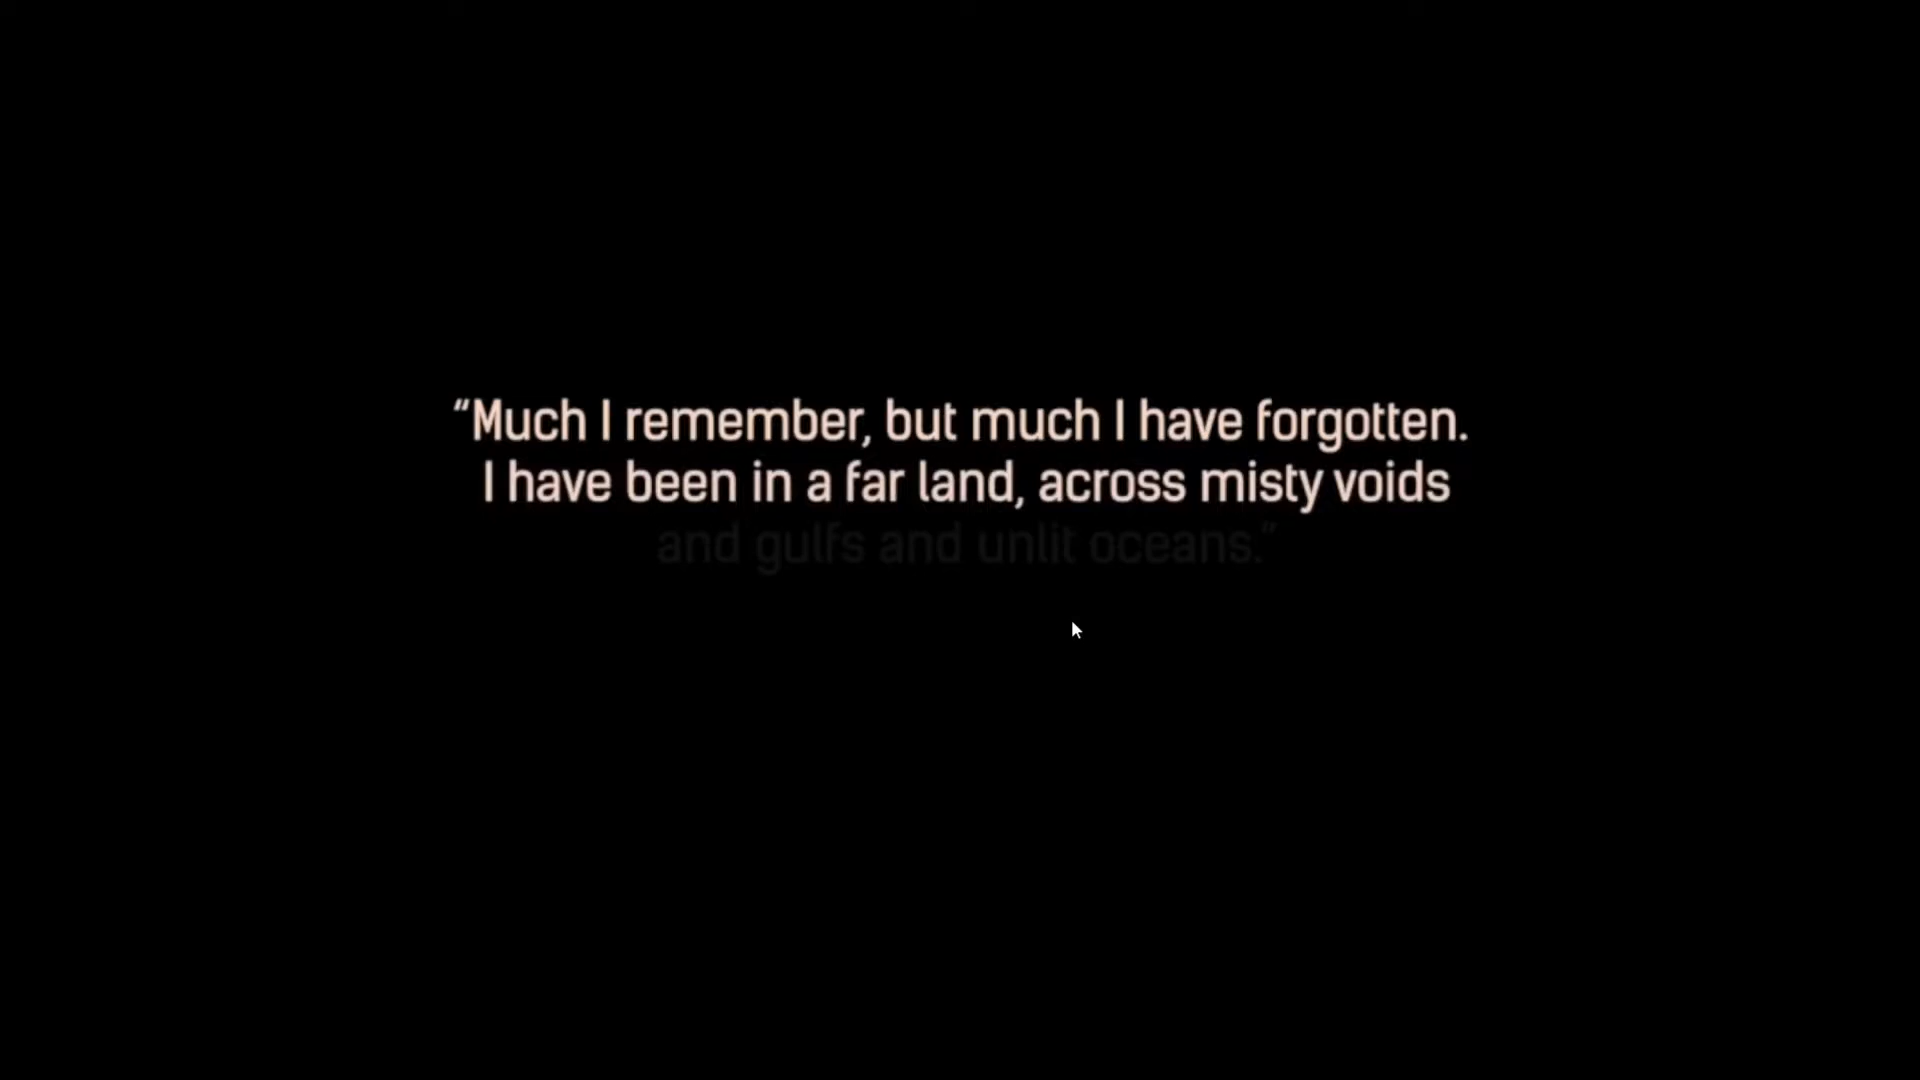 “Much I remember, but much I have forgotten.
I have been in a far land, across misty voids
and gulfs and unlit oceans.”